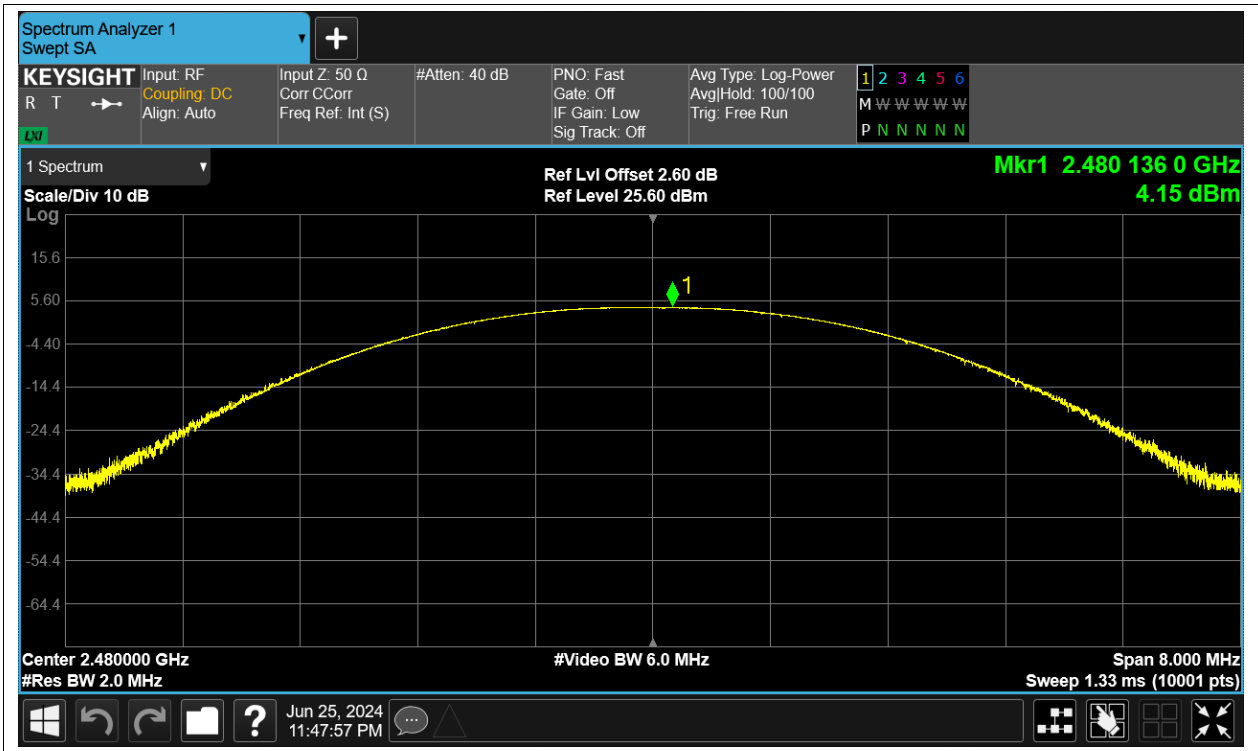 Spectrum Analyzer 1
Swept SA
KEYSIGHT Input: RF Input Z: 50 Ω #Atten: 40 dB PNO: Fast Avg Type: Log-Power 1 2 3 4 5 6
R T Coupling: DC Corr CCorr Gate: Off Avg|Hold: 100/100 M W W W W W
Align: Auto Freq Ref: Int (S) IF Gain: Low Trig: Free Run
LXI Sig Track: Off P N N N N N
1 Spectrum Ref Lvl Offset 2.60 dB Mkr1 2.480 136 0 GHz
Scale/Div 10 dB Ref Level 25.60 dBm 4.15 dBm
Log
15.6
1
5.60
-4.40
-14.4
-24.4
-34.4
-44.4
-54.4
-64.4
Center 2.480000 GHz #Video BW 6.0 MHz Span 8.000 MHz
#Res BW 2.0 MHz Sweep 1.33 ms (10001 pts)
? Jun 25, 2024
11:47:57 PM